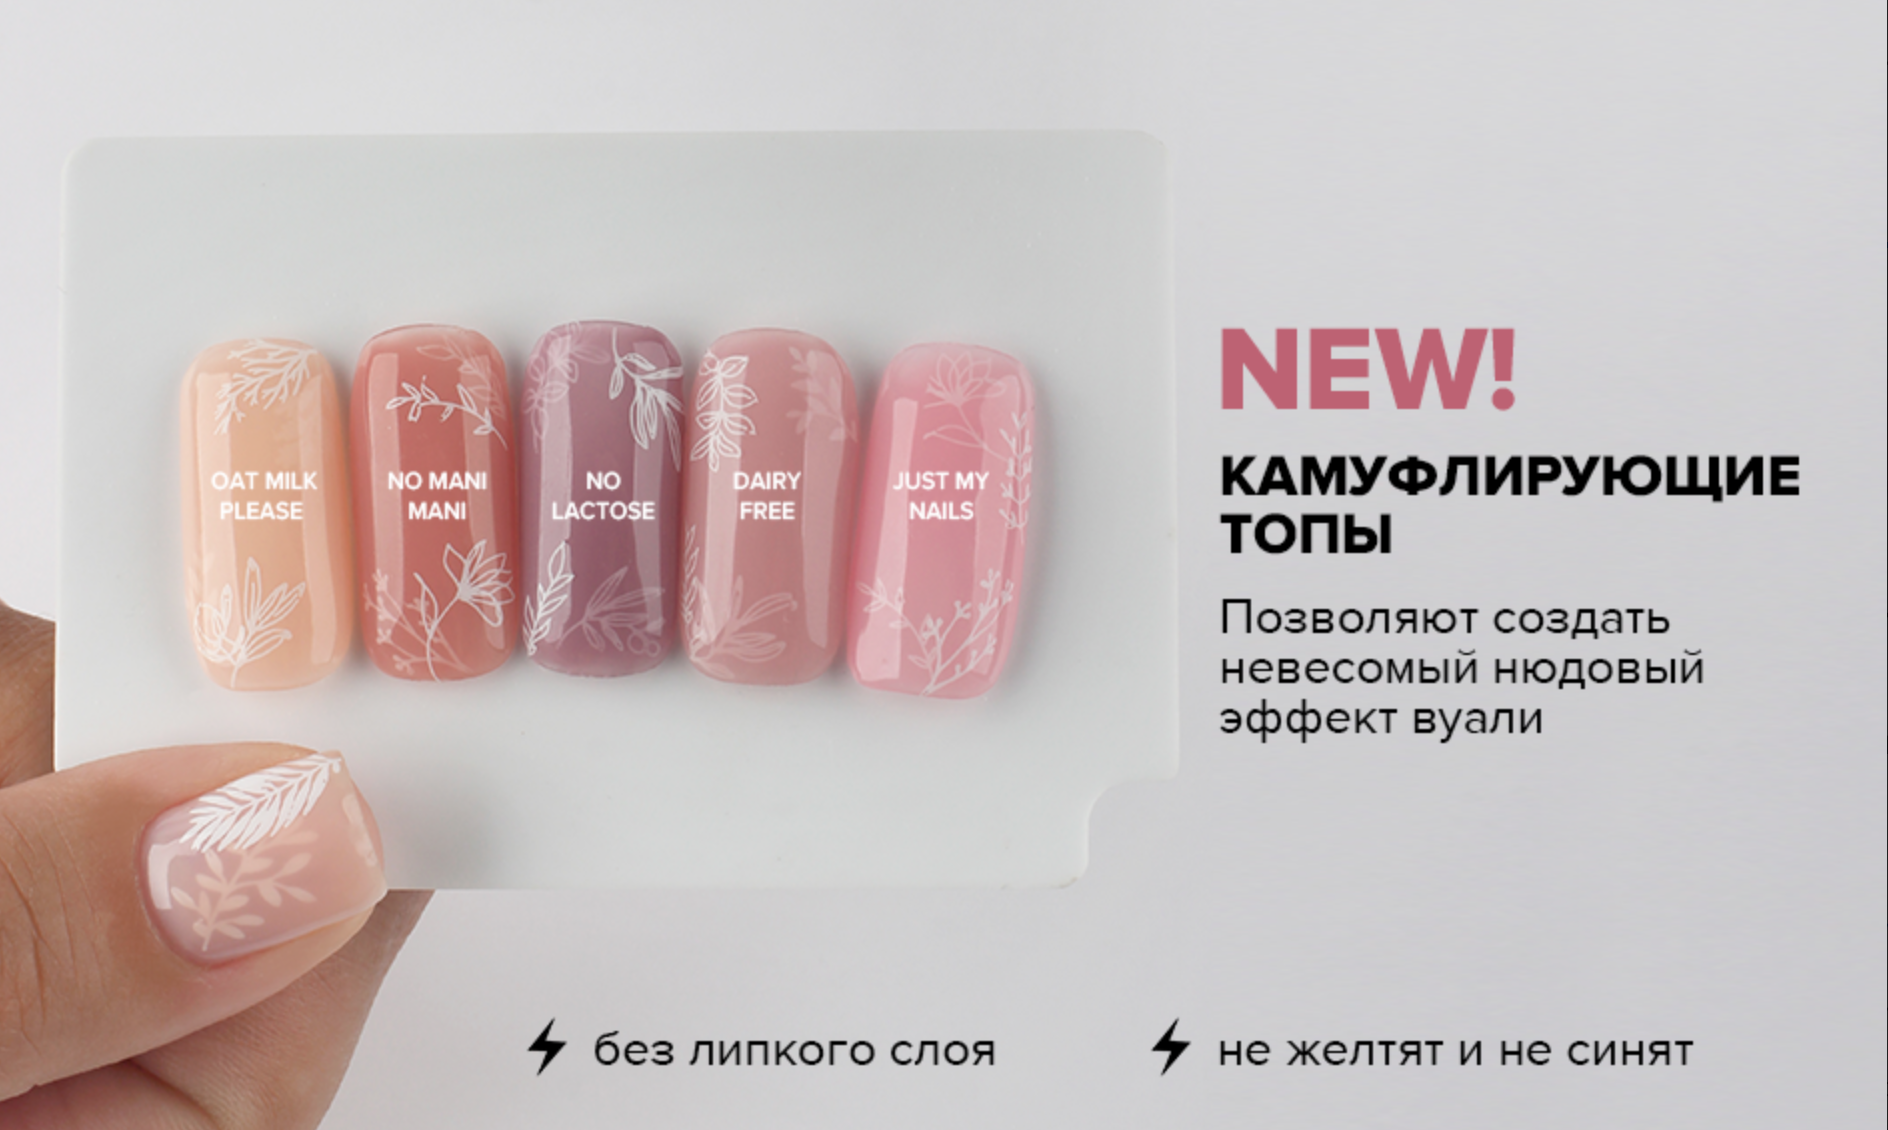 OAT MILK
PLEASE
NO MANI
MANI
NO
LACTOSE
DAIRY
FREE
JUST MY
NAILS
NEW!
КАМУФЛИРУЮЩИЕ
ТОПЫ
Позволяют создать
невесомый нюдовый
эффект вуали
без липкого слоя
не желтят и не синят